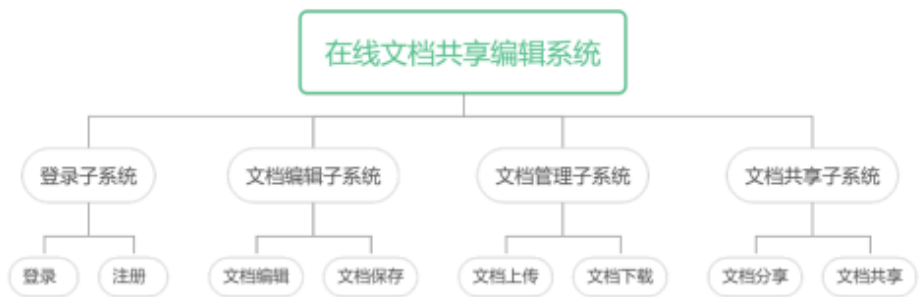 在线文档共享编辑系统
登录子系统
文档编辑子系统
文档管理子系统
文档共享子系统
登录
注册
文档编辑
文档保存
文档上传
文档下载
文档分享
文档共享